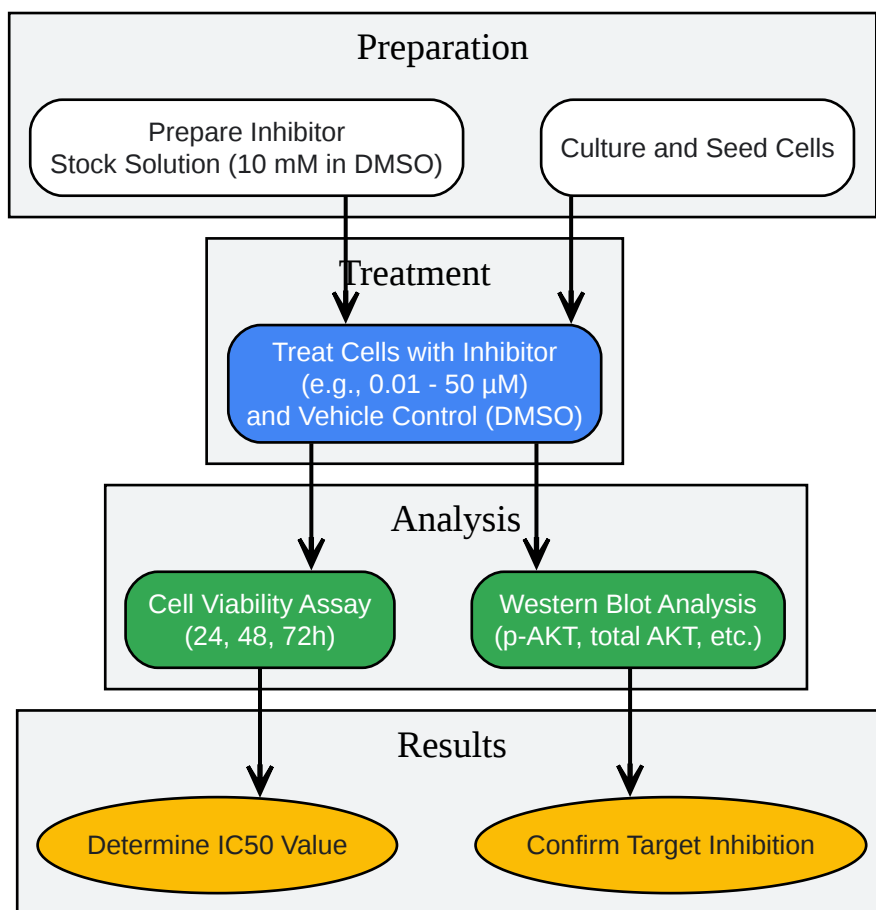 Preparation
Prepare Inhibitor
Stock Solution (10 mM in DMSO)
Culture and Seed Cells
Treatment
Treat Cells with Inhibitor
(e.g., 0.01 - 50 µM)
and Vehicle Control (DMSO)
Analysis
Cell Viability Assay
(24, 48, 72h)
Western Blot Analysis
(p-AKT, total AKT, etc.)
Results
Determine IC50 Value
Confirm Target Inhibition